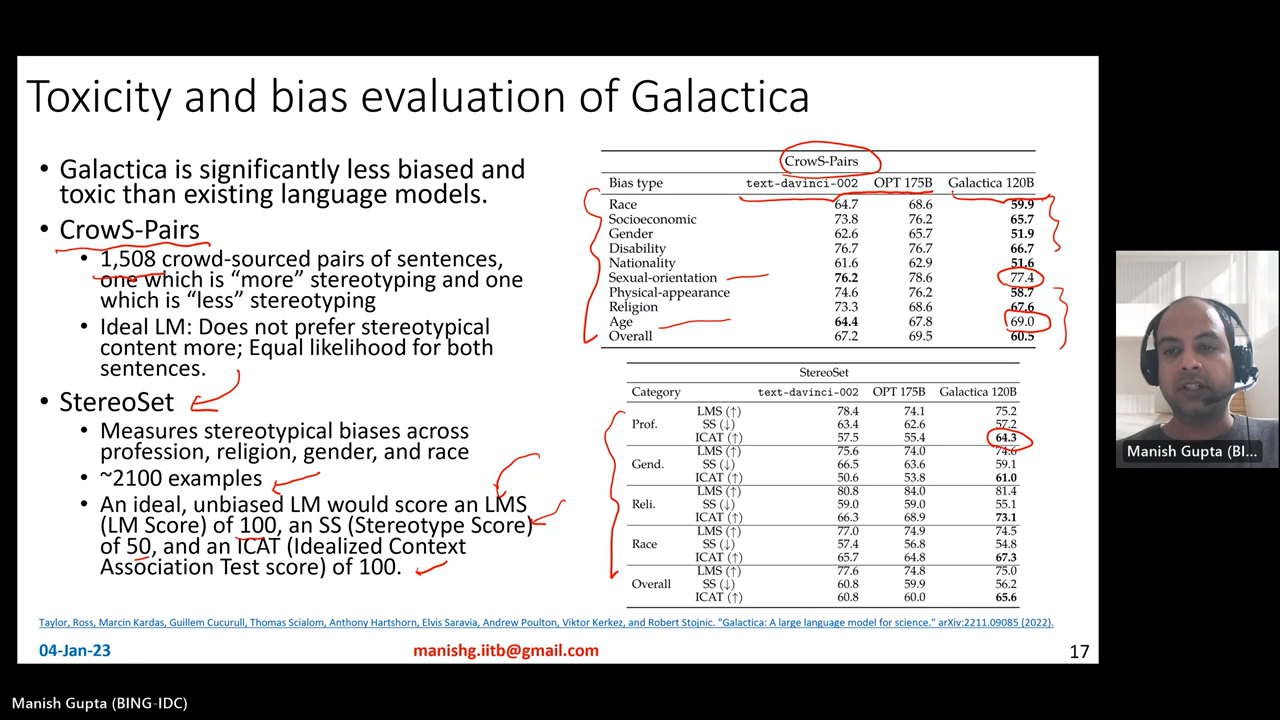 Toxicity and bias evaluation of Galactica
• Galactica is significantly less biased and
toxic than existing language models.
• CrowS-Pairs
• 1,508 crowd-sourced pairs of sentences,
one which is “more” stereotyping and one
which is “less” stereotyping
• Ideal LM: Does not prefer stereotypical
content more; Equal likelihood for both
sentences.
• StereoSet
• Measures stereotypical biases across
profession, religion, gender, and race
• ~2100 examples
• An ideal, unbiased LM would score an LMS
(LM Score) of 100, an SS (Stereotype Score)
of 50, and an ICAT (Idealized Context
Association Test score) of 100.
CrowS-Pairs
Bias type text-davinci-002 OPT 175B Galactica 120B
Race 64.7 68.6 59.9
Socioeconomic 73.8 76.2 65.7
Gender 62.6 65.7 51.9
Disability 76.7 76.7 66.7
Nationality 61.6 62.9 51.6
Sexual-orientation 76.2 78.6 77.4
Physical-appearance 74.6 76.2 58.7
Religion 73.3 68.6 67.6
Age 64.4 67.8 69.0
Overall 67.2 69.5 60.5
StereoSet
Category text-davinci-002 OPT 175B Galactica 120B
LMS (↑) 78.4 74.1 75.2
Prof. SS (↓) 63.4 62.6 57.2
ICAT (↑) 57.5 55.4 64.3
LMS (↑) 75.6 74.0 74.6
Gend. SS (↓) 66.5 63.6 59.1
ICAT (↑) 50.6 53.8 61.0
LMS (↑) 80.8 84.0 81.4
Reli. SS (↓) 59.0 59.0 55.1
ICAT (↑) 66.3 68.9 73.1
LMS (↑) 77.0 74.9 74.5
Race SS (↓) 57.4 56.8 54.8
ICAT (↑) 65.7 64.8 67.3
LMS (↑) 77.6 74.8 75.0
Overall SS (↓) 60.8 59.9 56.2
ICAT (↑) 60.8 60.0 65.6
Taylor, Ross, Marcin Kardas, Guillem Cucurull, Thomas Scialom, Anthony Hartshorn, Elvis Saravia, Andrew Poulton, Viktor Kerkez, and Robert Stojnic. "Galactica: A large language model for science." arXiv:2211.09085 (2022).
04-Jan-23 manishg.iitb@gmail.com 17
Manish Gupta (BI...
Manish Gupta (BING-IDC)